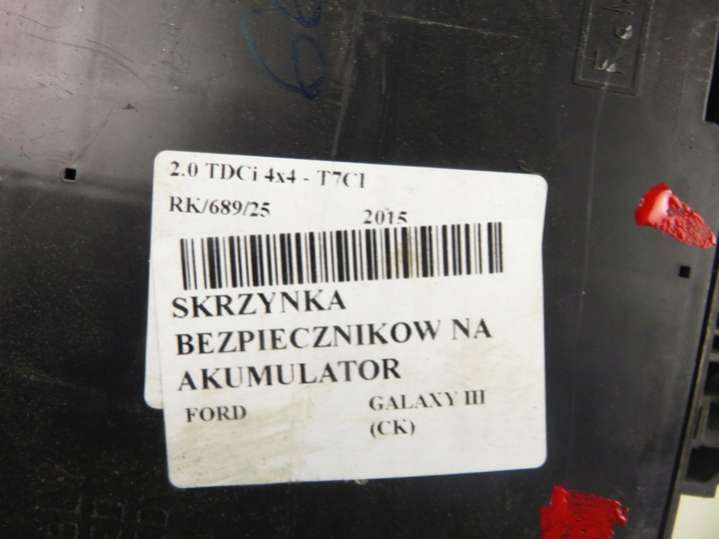 2.0 TDCi 4x4 - T7CI
RK/689/25 2015
SKRZYNKA
BEZPIECZNIKOW NA
AKUMULATOR
FORD GALAXY III
(CK)